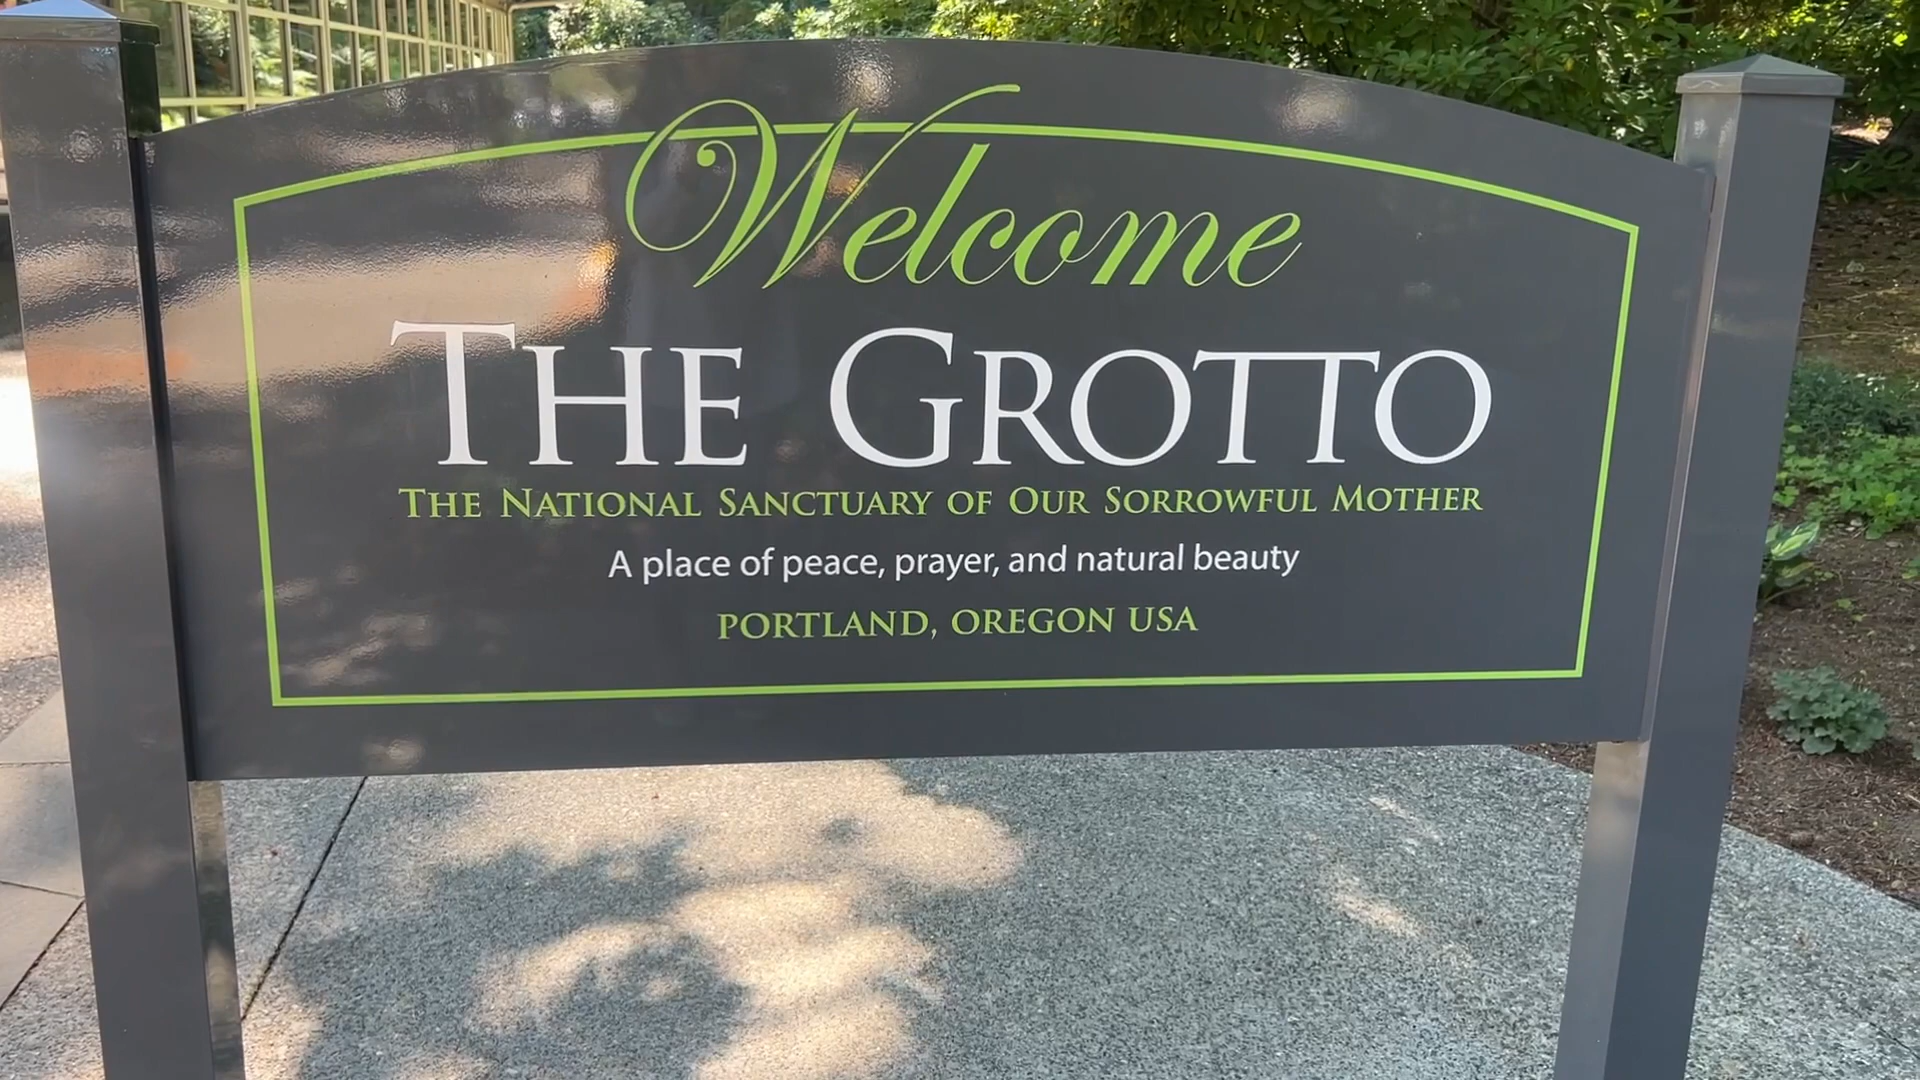 Welcome
THE GROTTO
THE NATIONAL SANCTUARY OF OUR SORROWFUL MOTHER
A place of peace, prayer, and natural beauty
PORTLAND, OREGON USA